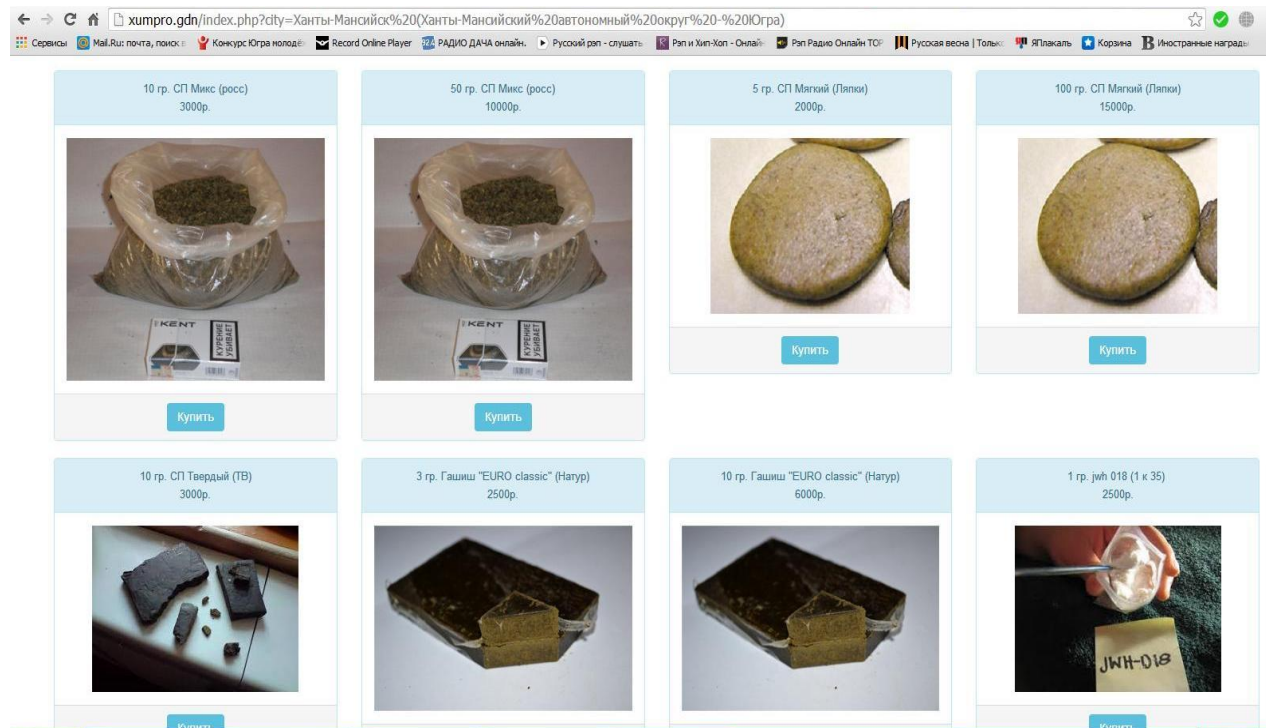 xumpro.gdn/index.php?city=Ханты-Мансийск%20(Ханты-Мансийский%20автономный%20округ%20-%20Югра)
Сервисы Mail.Ru: почта, поиск Конкурс Югра молодё Record Online Player РАДИО ДАЧА онлайн. Русский рэп - слушать Рэп и Хип-Хоп - Онлай Рэп Радио Онлайн TOP Русская весна | Только ЯПлакалъ Корзина Иностранные награды
10 гр. СП Микс (росс) 50 гр. СП Микс (росс) 5 гр. СП Мягкий (Ляпки) 100 гр. СП Мягкий (Ляпки)
3000р. 10000р. 2000р. 15000р.
KENT КУРЕНИЕ УБИВАЕТ KENT КУРЕНИЕ УБИВАЕТ
Купить Купить
Купить Купить
10 гр. СП Твердый (ТВ) 3 гр. Гашиш "EURO classic" (Натур) 10 гр. Гашиш "EURO classic" (Натур) 1 гр. jwh 018 (1 к 35)
3000р. 2500р. 6000р. 2500р.
JWH-018
Купить Купить